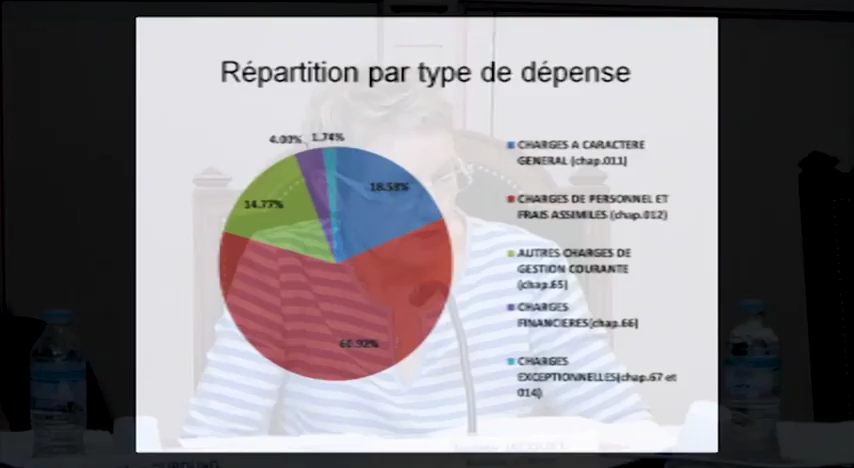 Répartition par type de dépense
4.00% 1.74%
18.58%
14.77%
60.92%
CHARGES A CARACTERE
GENERAL (chap.011)
CHARGES DE PERSONNEL ET
FRAIS ASSIMILES (chap.012)
AUTRES CHARGES DE
GESTION COURANTE
(chap.65)
CHARGES
FINANCIERES(chap.66)
CHARGES
EXCEPTIONNELLES(chap.67 et
014)